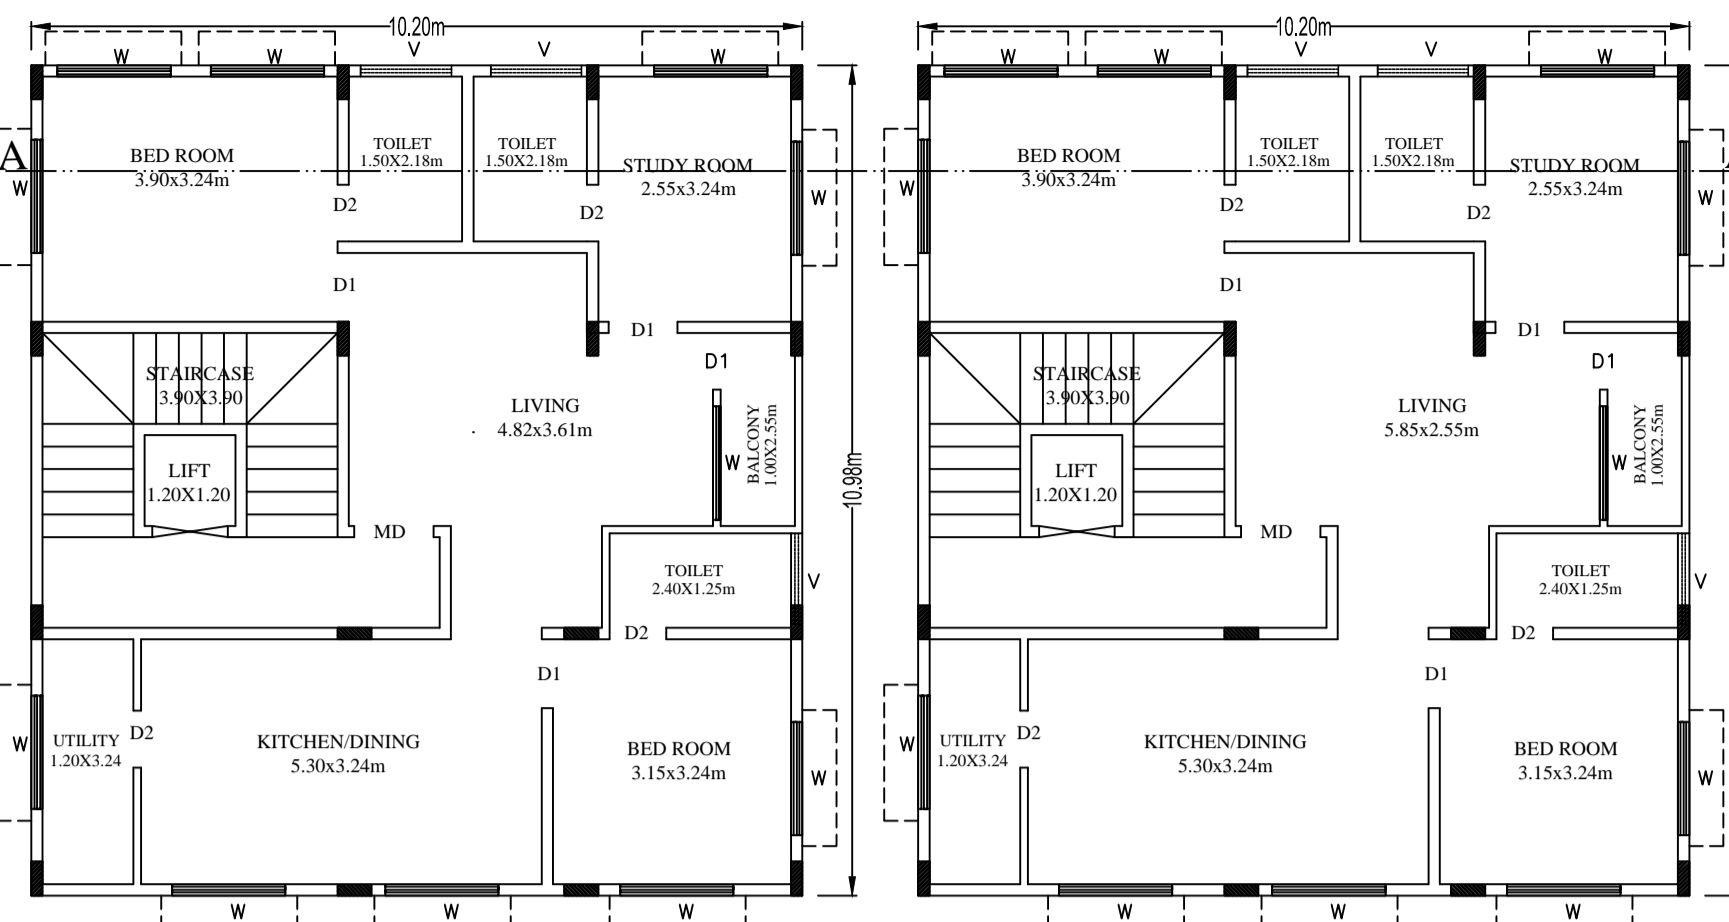 10.20m
10.20m
W
W
V
V
W
W
W
V
V
W
A
W
BED ROOM
3.90x3.24m
TOILET
1.50X2.18m
TOILET
1.50X2.18m
STUDY ROOM
2.55x3.24m
W
W
BED ROOM
3.90x3.24m
TOILET
1.50X2.18m
TOILET
1.50X2.18m
STUDY ROOM
2.55x3.24m
W
D2
D2
D2
D2
D1
D1
D1
D1
D1
D1
STAIRCASE
3.90X3.90
LIVING
4.82x3.61m
BALCONY
1.00X2.55m
W
STAIRCASE
3.90X3.90
LIVING
5.85x2.55m
BALCONY
1.00X2.55m
W
LIFT
1.20X1.20
10.98m
LIFT
1.20X1.20
MD
MD
TOILET
2.40X1.25m
V
TOILET
2.40X1.25m
V
D2
D2
D1
D1
W
UTILITY
1.20X3.24
D2
KITCHEN/DINING
5.30x3.24m
BED ROOM
3.15x3.24m
W
W
UTILITY
1.20X3.24
D2
KITCHEN/DINING
5.30x3.24m
BED ROOM
3.15x3.24m
W
W
W
W
W
W
W